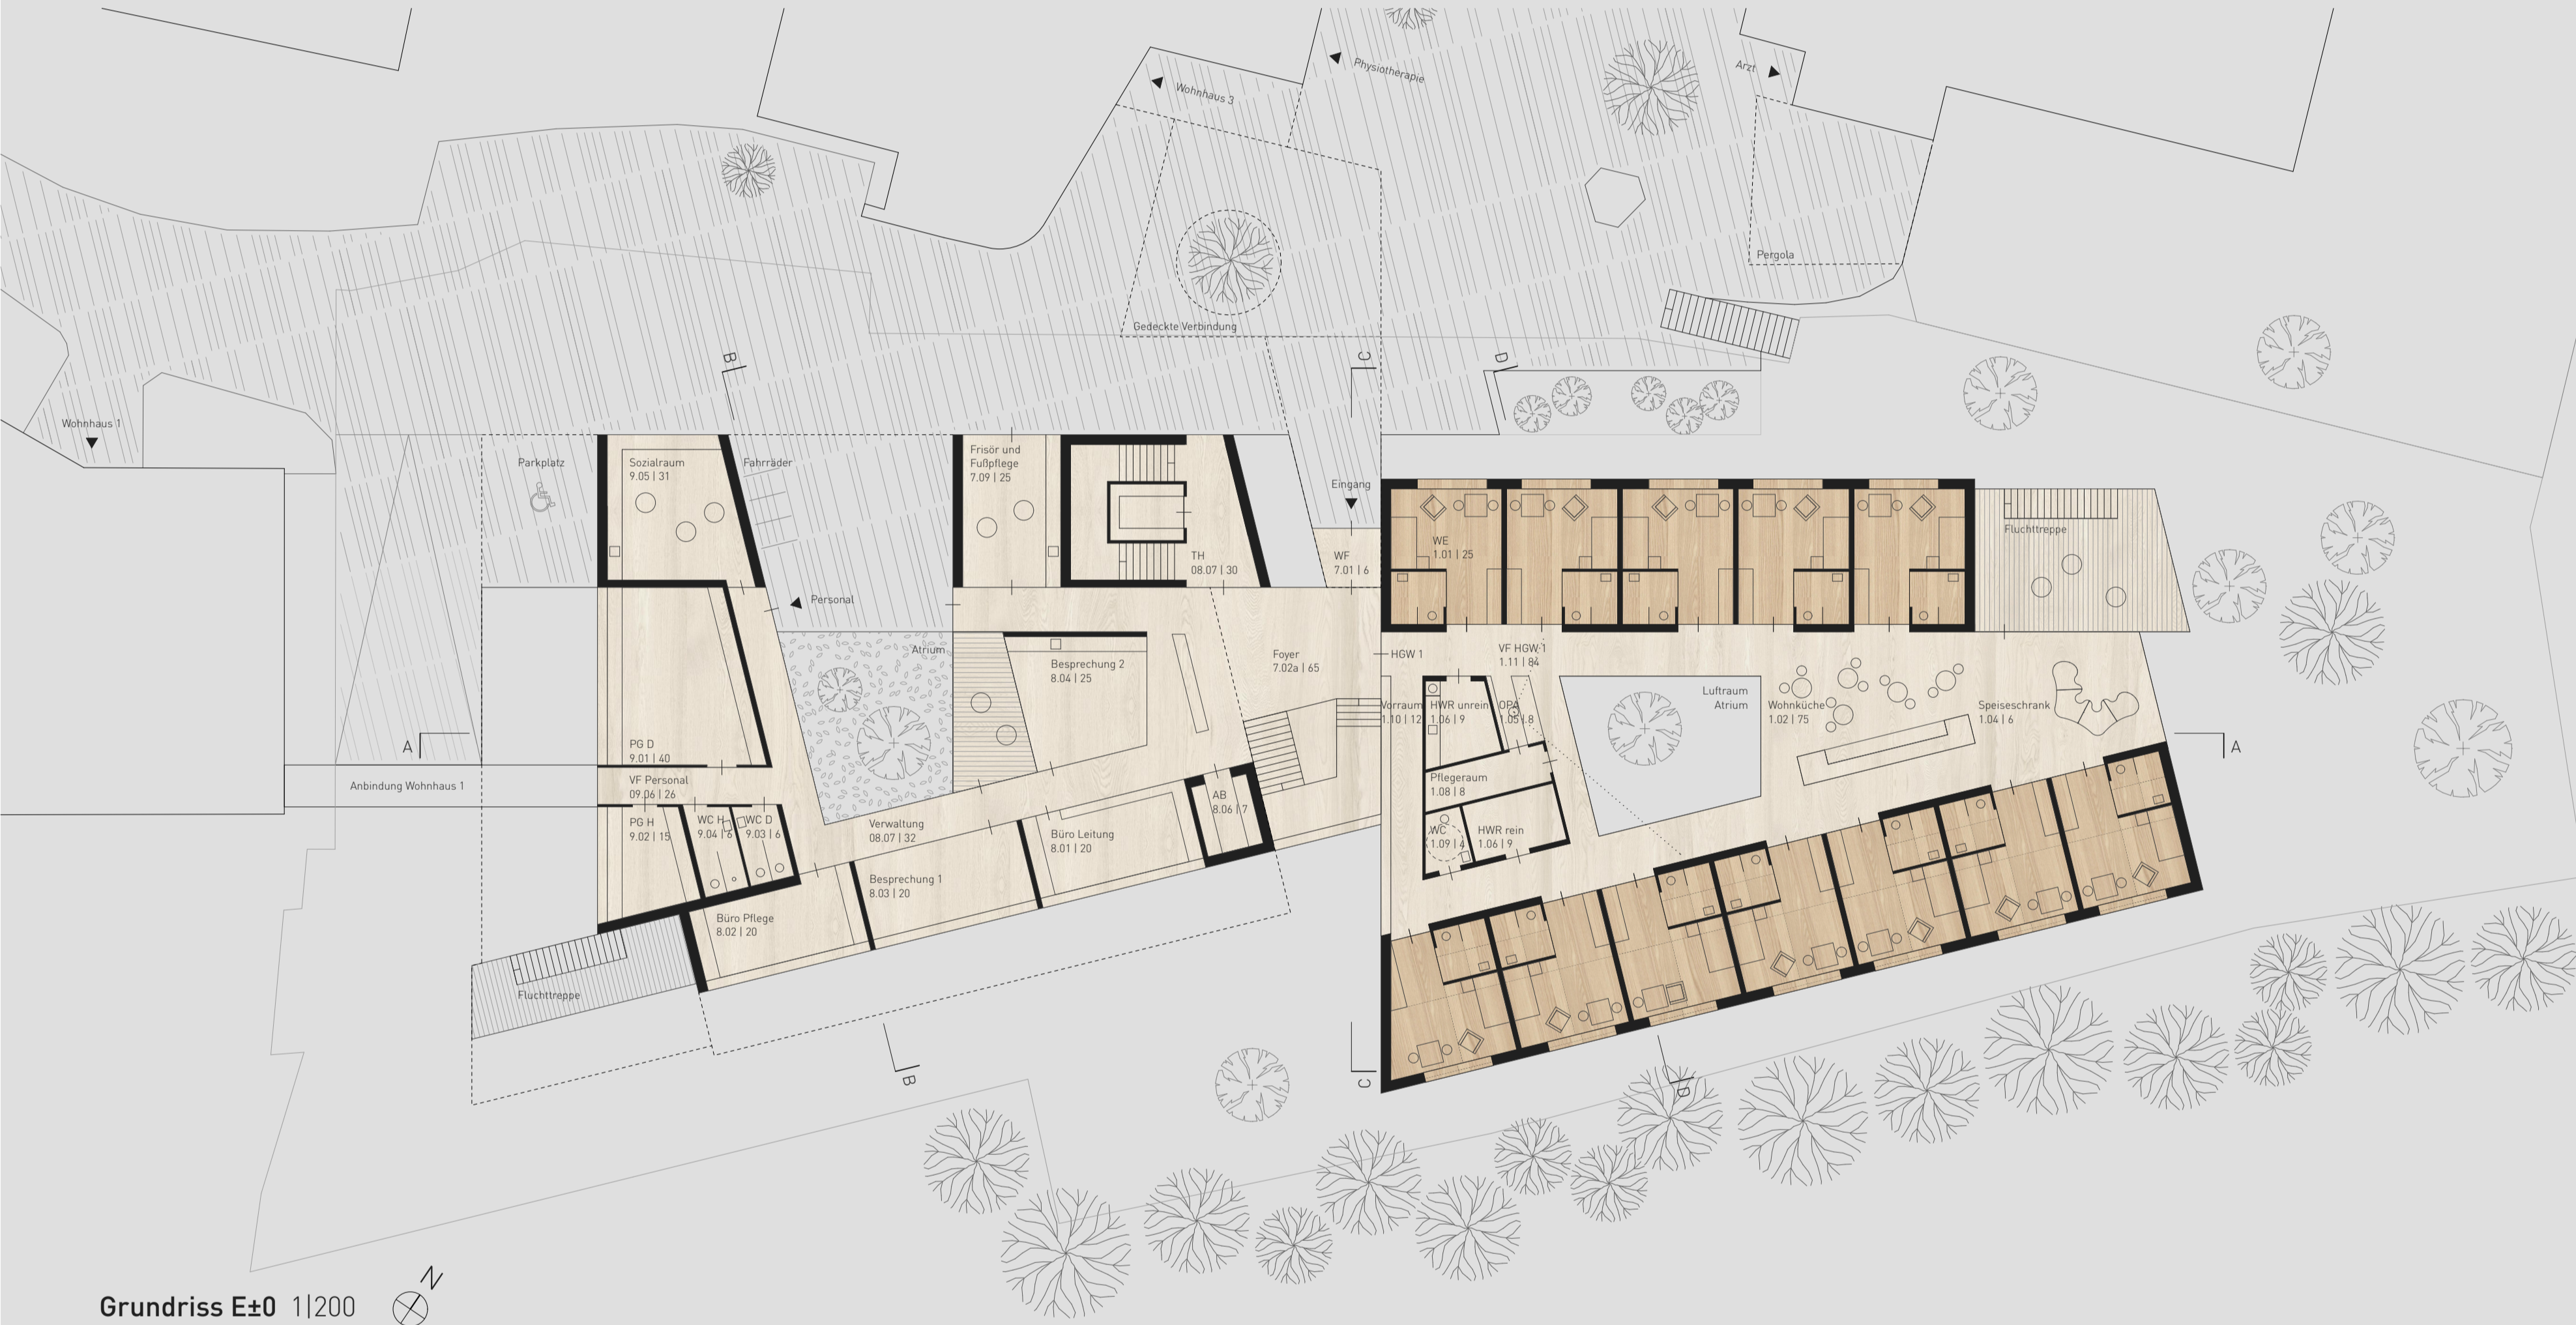 Wohnhaus 3
Physiotherapie
Arzt
Pergola
Gedeckte Verbindung
B
C
D
Wohnhaus 1
Parkplatz
Sozialraum
9.05 | 31
Fahrräder
Frisör und
Fußpflege
7.09 | 25
TH
08.07 | 30
Eingang
WF
7.01 | 6
WE
1.01 | 25
Fluchttreppe
Personal
Atrium
Besprechung 2
8.04 | 25
Foyer
7.02a | 65
HGW 1
VF HGW 1
1.11 | 84
Vorraum
1.10 | 12
HWR unrein
1.06 | 9
OPA
1.05 | 8
Luftraum
Atrium
Wohnküche
1.02 | 75
Speiseschrank
1.04 | 6
A
A
PG D
9.01 | 40
Anbindung Wohnhaus 1
VF Personal
09.06 | 26
Pflegeraum
1.08 | 8
PG H
9.02 | 15
WC H
9.04 | 6
WC D
9.03 | 6
Verwaltung
08.07 | 32
Büro Leitung
8.01 | 20
AB
8.06 | 7
WC
1.09 | 4
HWR rein
1.06 | 9
Besprechung 1
8.03 | 20
Büro Pflege
8.02 | 20
Fluchttreppe
B
C
D
Grundriss E±0 1|200
N